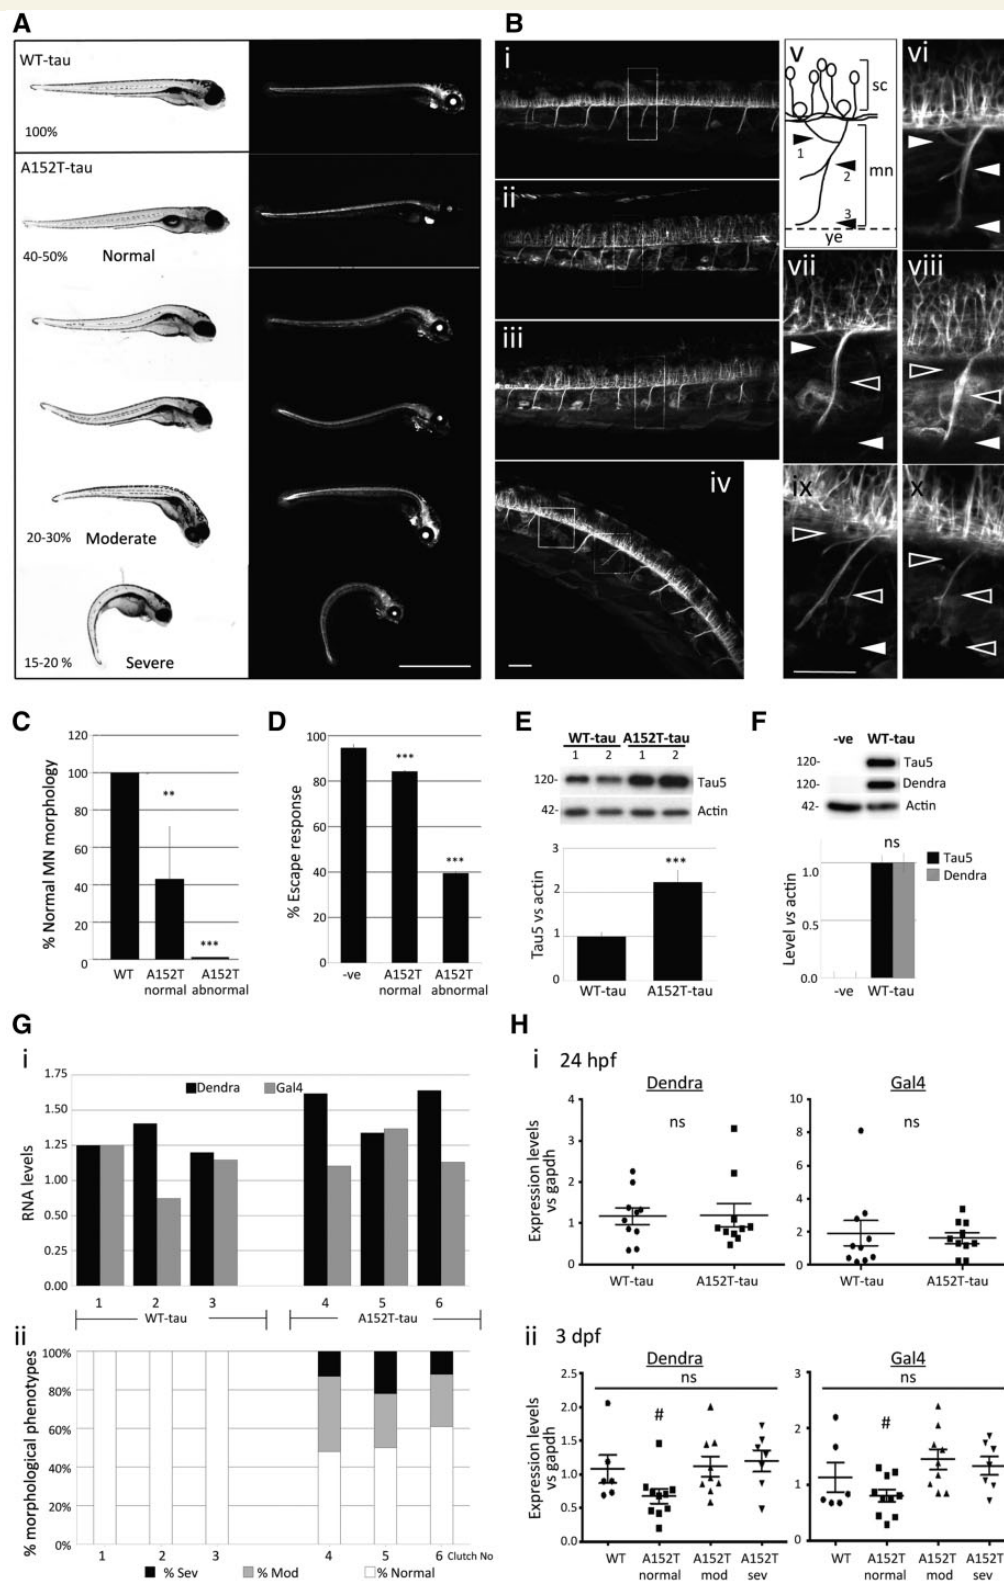 A
WT-tau
100%
A152T-tau
40-50% Normal
20-30% Moderate
15-20 % Severe
B
i
ii
iii
iv
v
sc
1
2
mn
3
ye
vi
vii
viii
ix
x
C
% Normal MN morphology
120
100
80
60
40
20
0
**
***
WT
A152T normal
A152T abnormal
D
% Escape response
100
80
60
40
20
0
***
***
-ve
A152T normal
A152T abnormal
E
WT-tau A152T-tau
1 2 1 2
120- Tau5
42- Actin
Tau5 vs actin
3
2
1
0
***
WT-tau A152T-tau
F
-ve WT-tau
120- Tau5
120- Dendra
42- Actin
Level vs actin
1.0
0.5
0.0
ns
Tau5
Dendra
-ve WT-tau
G
i
RNA levels
1.75
1.50
1.25
1.00
0.75
0.50
0.25
0.00
Dendra Gal4
1 2 3 4 5 6
WT-tau A152T-tau
ii
% morphological phenotypes
100%
80%
60%
40%
20%
0%
1 2 3 4 5 6 Clutch No
% Sev % Mod % Normal
H
i 24 hpf
Dendra
Expression levels vs gapdh
4
3
2
1
0
ns
WT-tau A152T-tau
Gal4
10
8
6
4
2
0
ns
WT-tau A152T-tau
ii 3 dpf
Dendra
ns
Expression levels vs gapdh
2.5
2.0
1.5
1.0
0.5
0.0
#
WT
A152T normal
A152T mod
A152T sev
Gal4
ns
3
2
1
0
#
WT
A152T normal
A152T mod
A152T sev